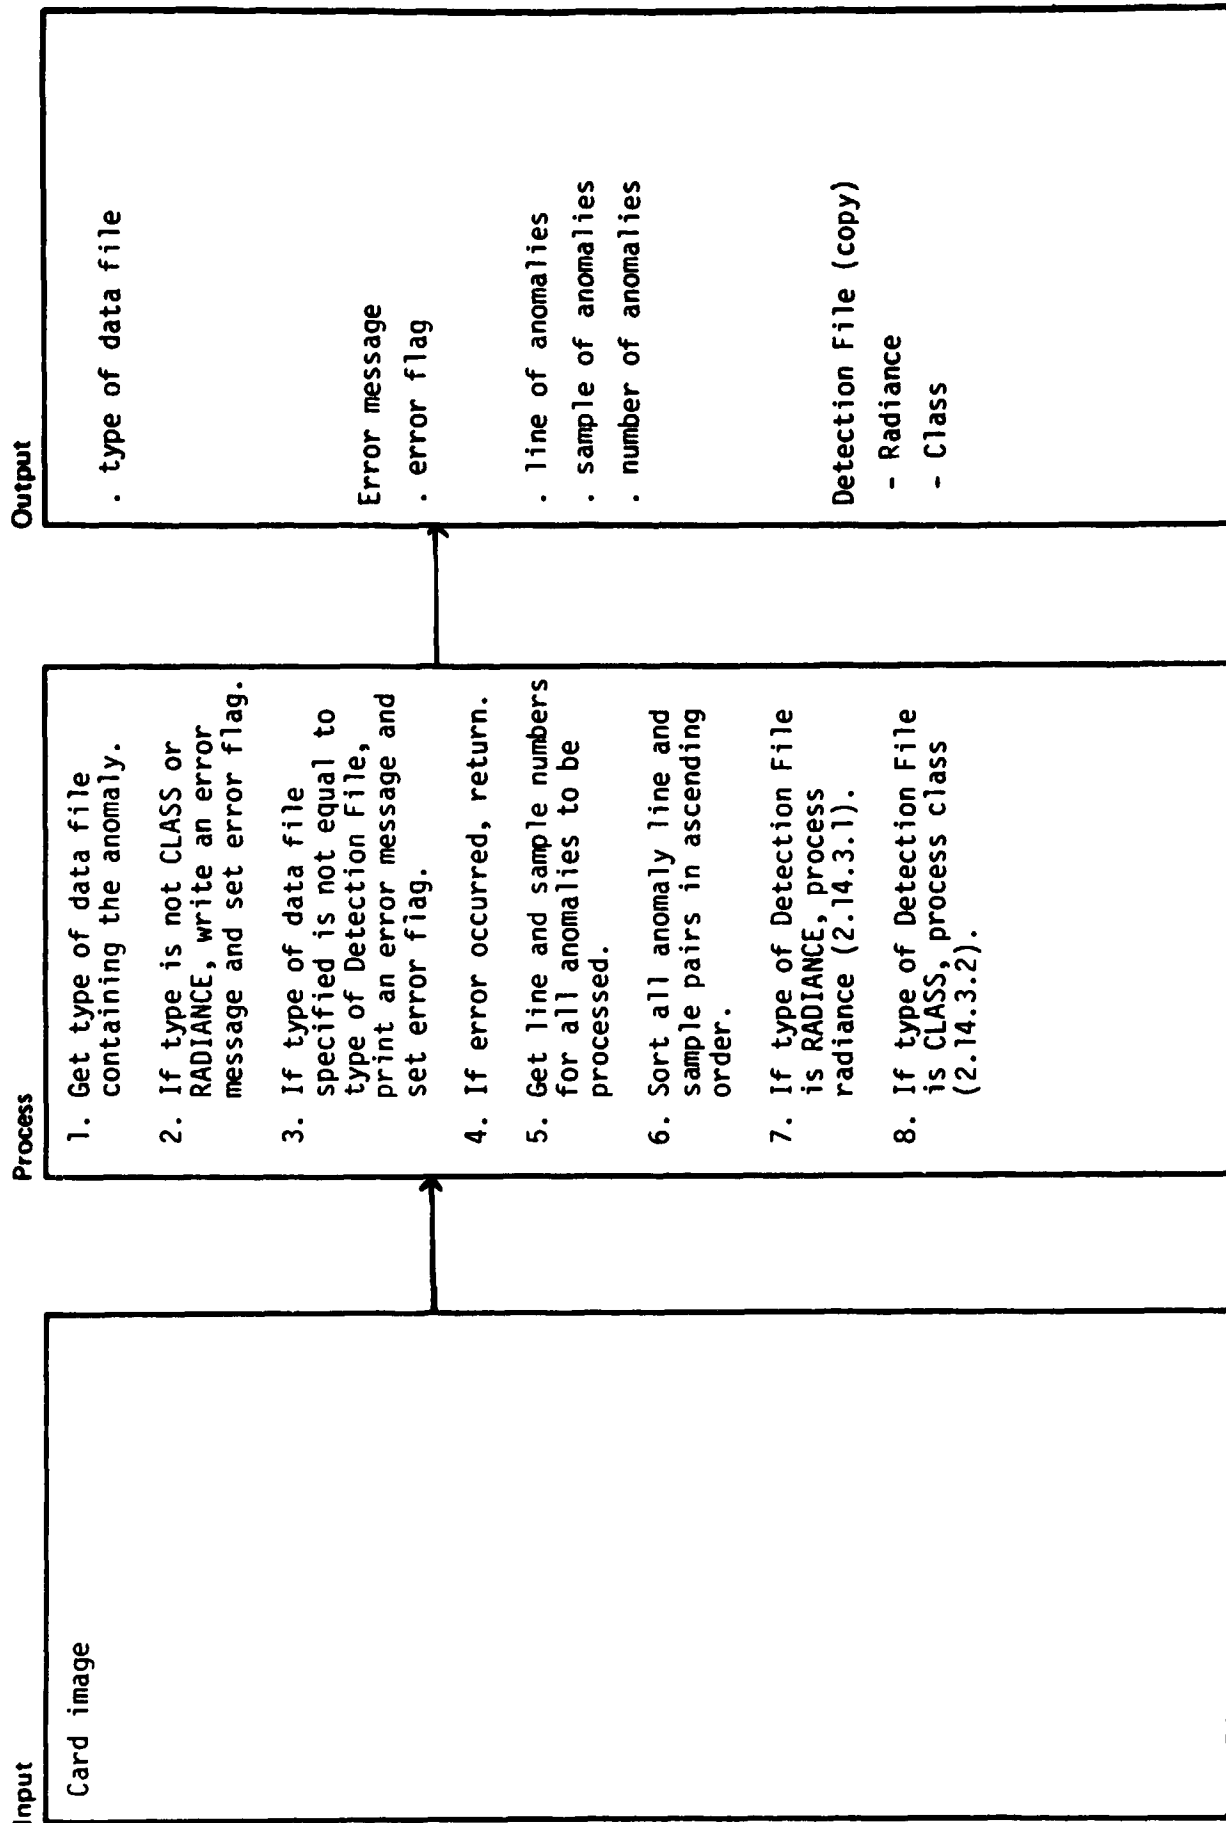 Input
Card image
Process
1. Get type of data file
containing the anomaly.
2. If type is not CLASS or
RADIANCE, write an error
message and set error flag.
3. If type of data file
specified is not equal to
type of Detection File,
print an error message and
set error flag.
4. If error occurred, return.
5. Get line and sample numbers
for all anomalies to be
processed.
6. Sort all anomaly line and
sample pairs in ascending
order.
7. If type of Detection File
is RADIANCE, process
radiance (2.14.3.1).
8. If type of Detection File
is CLASS, process class
(2.14.3.2).
Output
. type of data file
Error message
. error flag
. line of anomalies
. sample of anomalies
. number of anomalies
Detection File (copy)
- Radiance
- Class